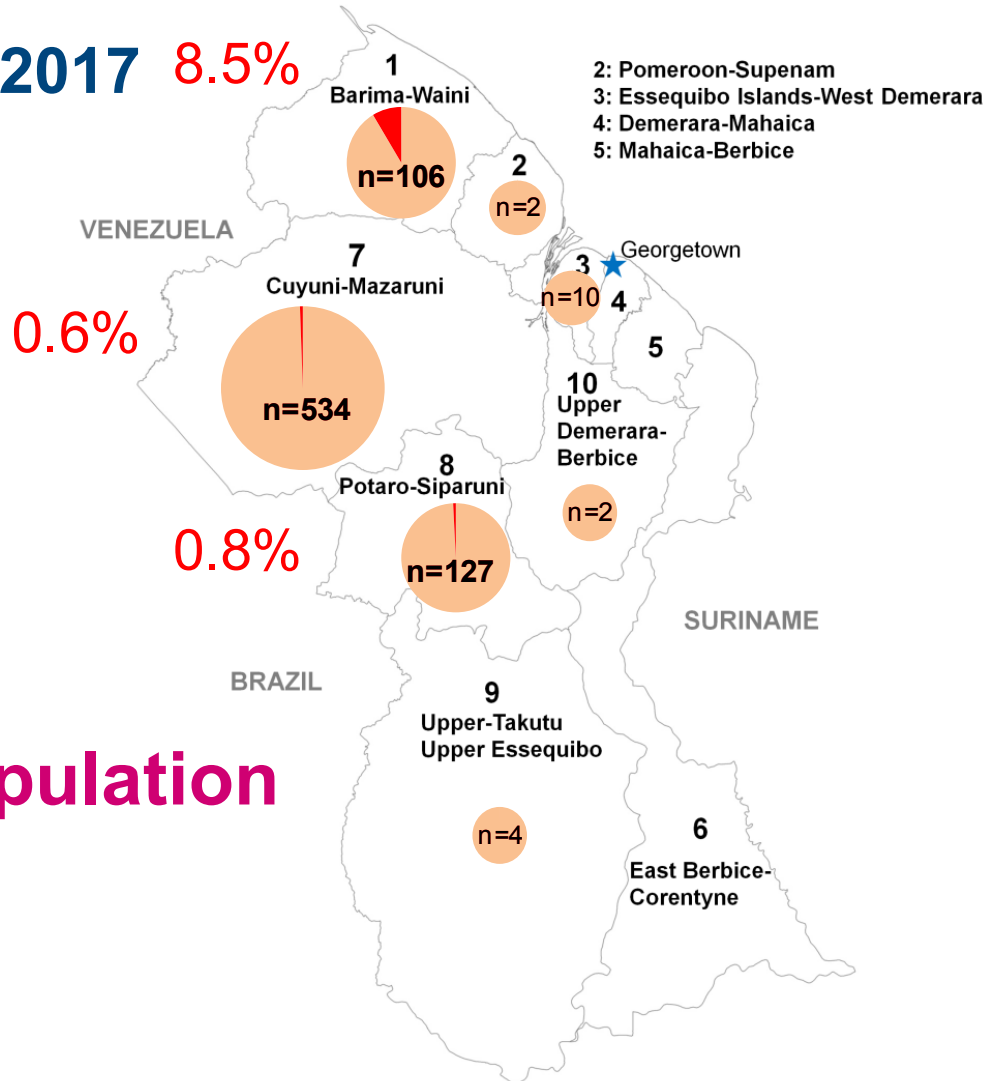 2017 8.5%
1
Barima-Waini
n=106
2: Pomeroon-Supenam
3: Essequibo Islands-West Demerara
4: Demerara-Mahaica
5: Mahaica-Berbice
2
n=2
VENEZUELA
7
Cuyuni-Mazaruni
Georgetown
3
n=10
4
5
0.6%
n=534
10
Upper
Demerara-
Berbice
n=2
8
Potaro-Siparuni
0.8%
n=127
SURINAME
BRAZIL
9
Upper-Takutu
Upper Essequibo
pulation
n=4
6
East Berbice-
Corentyne